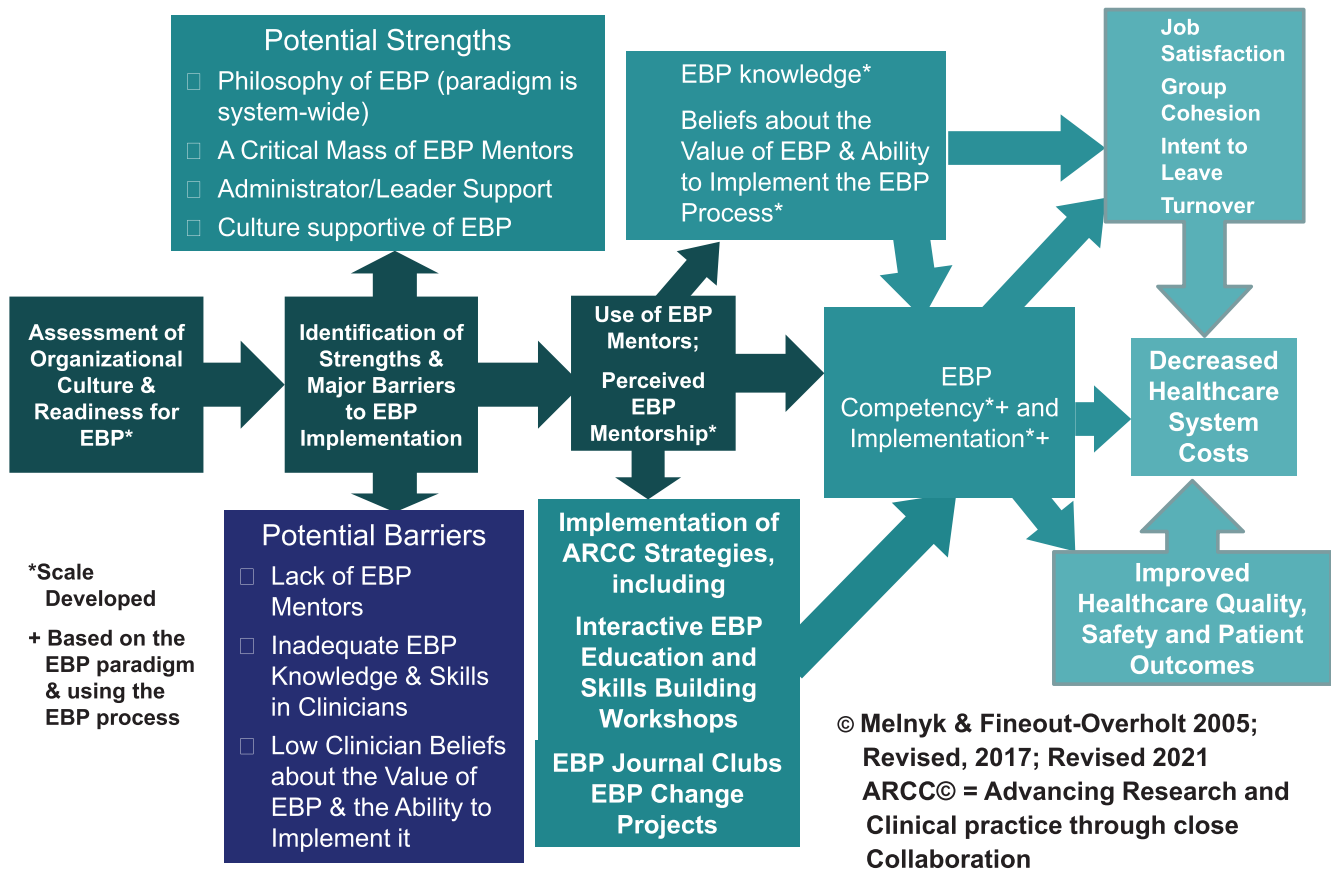 Potential Strengths
Philosophy of EBP (paradigm is
system-wide)
A Critical Mass of EBP Mentors
Administrator/Leader Support
Culture supportive of EBP
EBP knowledge*
Beliefs about the
Value of EBP & Ability
to Implement the EBP
Process*
Job
Satisfaction
Group
Cohesion
Intent to
Leave
Turnover
Assessment of
Organizational
Culture &
Readiness for
EBP*
Identification of
Strengths &
Major Barriers
to EBP
Implementation
Use of EBP
Mentors;
Perceived
EBP
Mentorship*
EBP
Competency*+ and
Implementation*+
Decreased
Healthcare
System
Costs
*Scale
Developed
+ Based on the
EBP paradigm
& using the
EBP process
Potential Barriers
Lack of EBP
Mentors
Inadequate EBP
Knowledge & Skills
in Clinicians
Low Clinician Beliefs
about the Value of
EBP & the Ability to
Implement it
Implementation of
ARCC Strategies,
including
Interactive EBP
Education and
Skills Building
Workshops
EBP Journal Clubs
EBP Change
Projects
Improved
Healthcare Quality,
Safety and Patient
Outcomes
© Melnyk & Fineout-Overholt 2005;
Revised, 2017; Revised 2021
ARCC© = Advancing Research and
Clinical practice through close
Collaboration